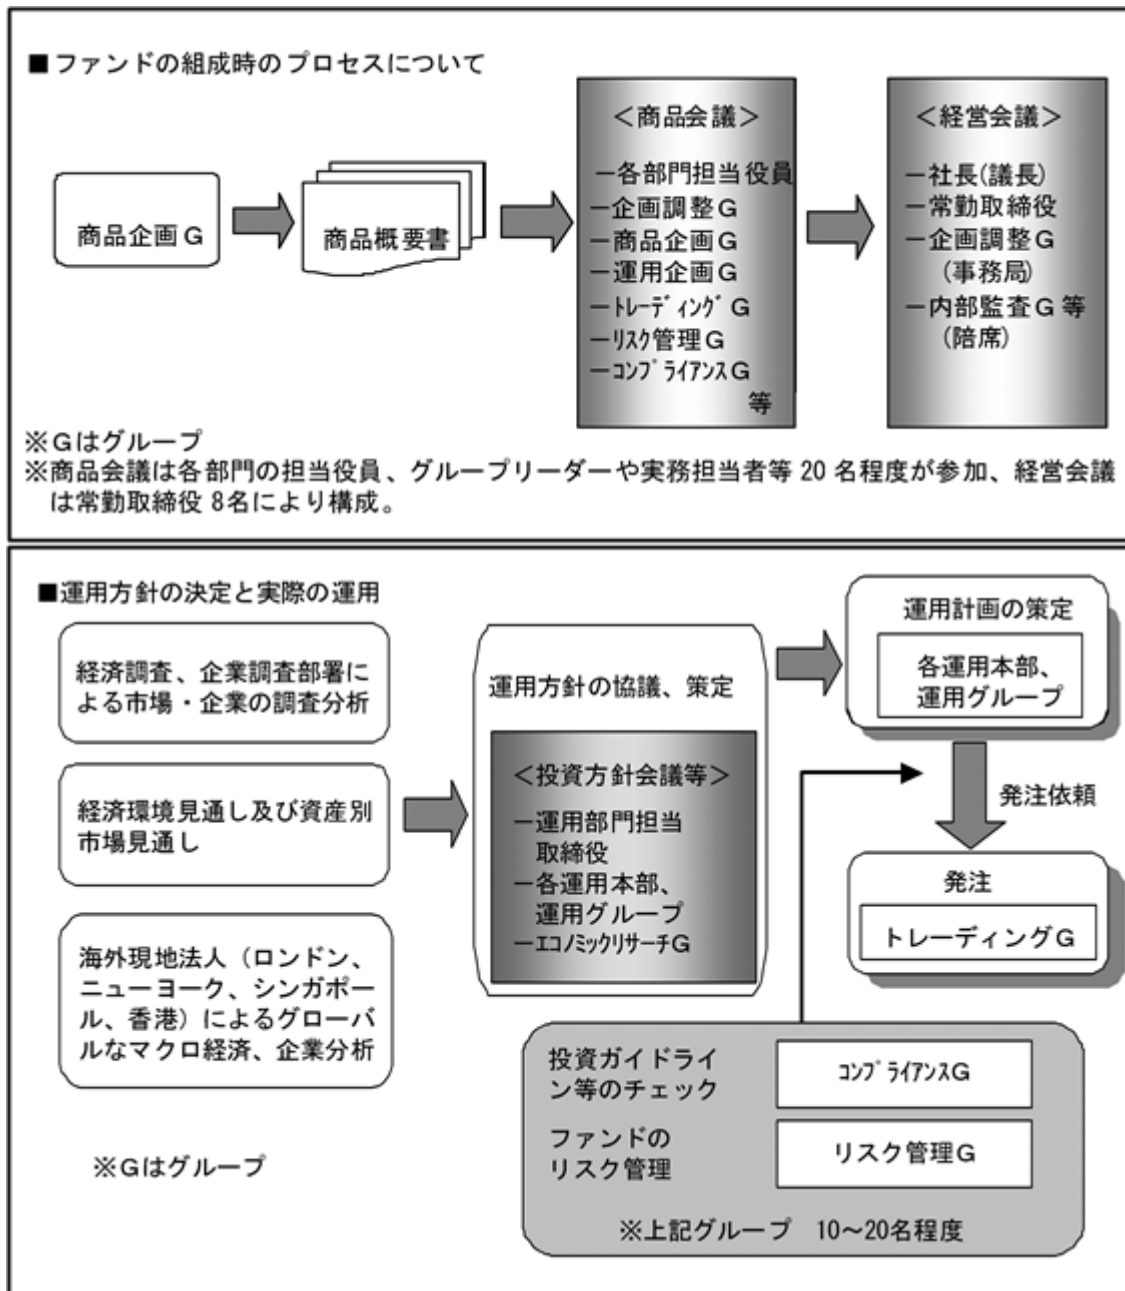 ■ファンドの組成時のプロセスについて
商品企画G
商品概要書
＜商品会議＞
－各部門担当役員
－企画調整G
－商品企画G
－運用企画G
－ﾄﾚｰﾃﾞｨﾝｸﾞG
－ﾘｽｸ管理G
－ｺﾝﾌﾟﾗｲｱﾝｽG
等
＜経営会議＞
－社長(議長)
－常勤取締役
－企画調整G
(事務局)
－内部監査G等
(陪席)
※Gはグループ
※商品会議は各部門の担当役員、グループリーダーや実務担当者等 20 名程度が参加、経営会議
は常勤取締役 8名により構成。
■運用方針の決定と実際の運用
経済調査、企業調査部署に
よる市場・企業の調査分析
経済環境見通し及び資産別
市場見通し
海外現地法人（ロンドン、
ニューヨーク、シンガポー
ル、香港）によるグローバ
ルなマクロ経済、企業分析
※Gはグループ
運用方針の協議、策定
＜投資方針会議等＞
－運用部門担当
取締役
－各運用本部、
運用グループ
－ｴｺﾉﾐｯｸﾘｻｰﾁG
運用計画の策定
各運用本部、
運用グループ
発注依頼
発注
トレーディングG
投資ガイドライ
ン等のチェック
ｺﾝﾌﾟﾗｲｱﾝｽG
ファンドの
リスク管理
リスク管理G
※上記グループ　10～20名程度